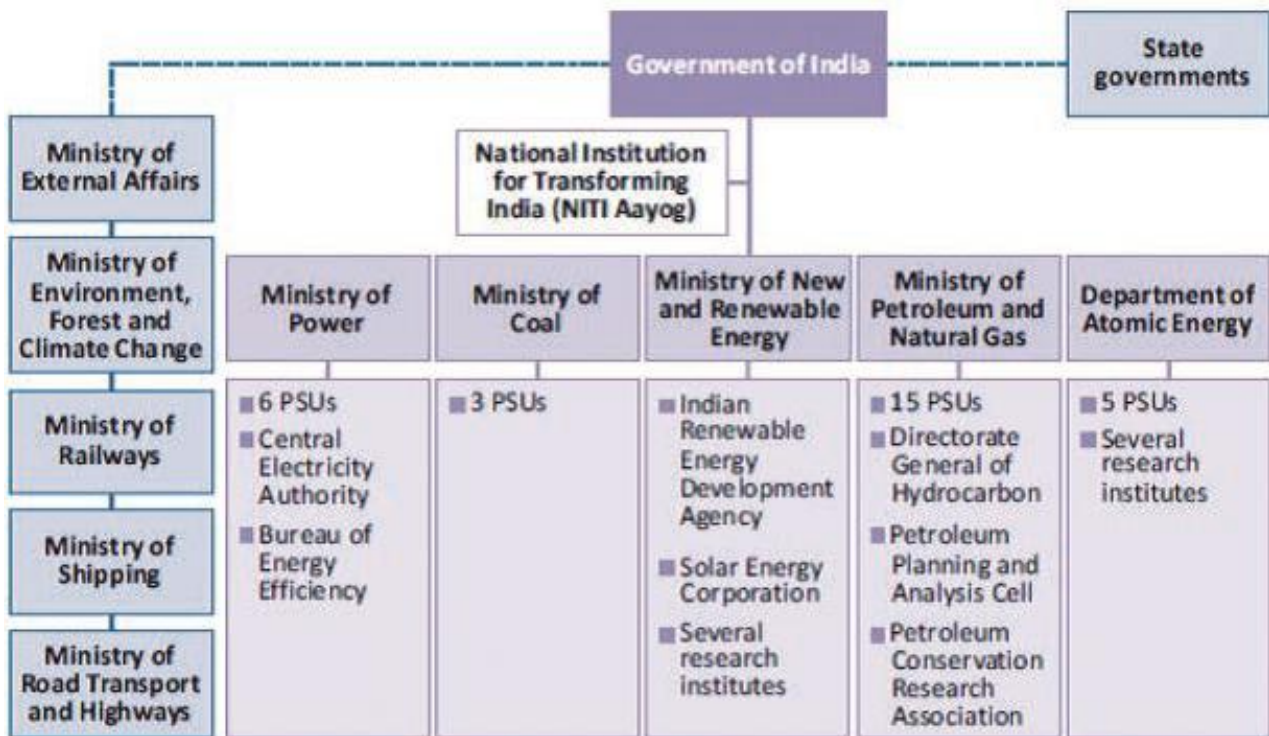 Government of India
State
governments
National Institution
for Transforming
India (NITI Aayog)
Ministry of
External Affairs
Ministry of
Environment,
Forest and
Climate Change
Ministry of
Railways
Ministry of
Shipping
Ministry of
Road Transport
and Highways
Ministry of
Power
6 PSUs
Central
Electricity
Authority
Bureau of
Energy
Efficiency
Ministry of
Coal
3 PSUs
Ministry of New
and Renewable
Energy
Indian
Renewable
Energy
Development
Agency
Solar Energy
Corporation
Several
research
institutes
Ministry of
Petroleum and
Natural Gas
15 PSUs
Directorate
General of
Hydrocarbon
Petroleum
Planning and
Analysis Cell
Petroleum
Conservation
Research
Association
Department of
Atomic Energy
5 PSUs
Several
research
institutes